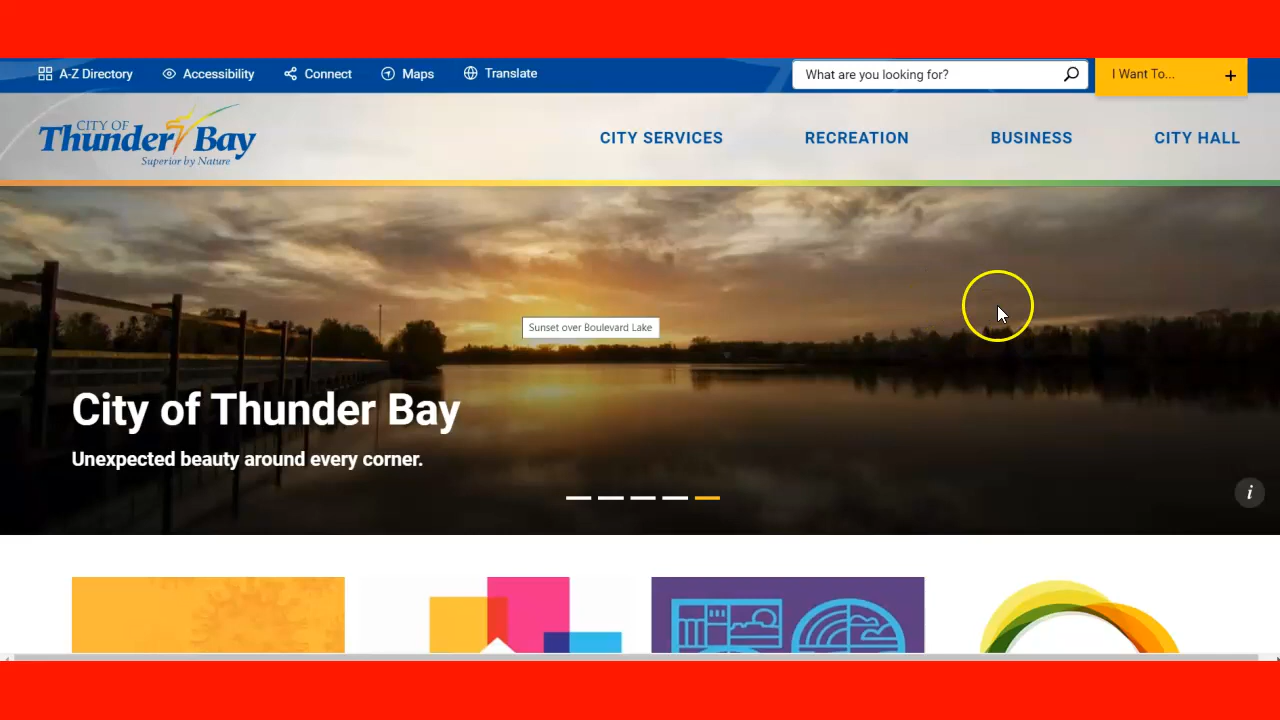 A-Z Directory
Accessibility
Connect
Maps
Translate
What are you looking for?
I Want To...
+
CITY OF
Thunder Bay
Superior by Nature
CITY SERVICES
RECREATION
BUSINESS
CITY HALL
Sunset over Boulevard Lake
City of Thunder Bay
Unexpected beauty around every corner.
i